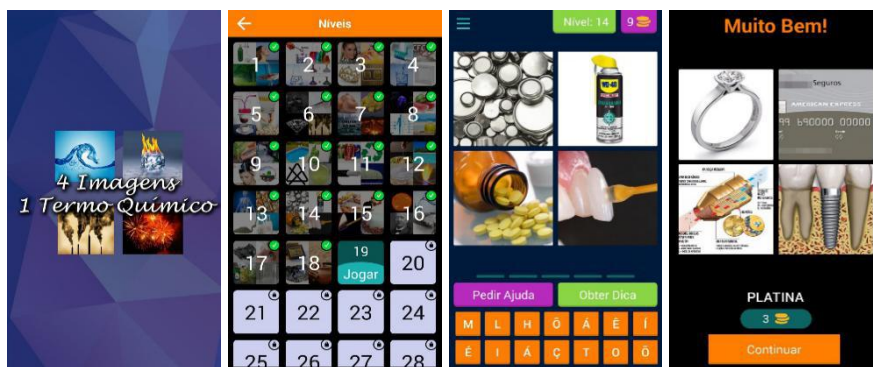 4 Imagens
1 Termo Químico
Níveis
1 2 3 4
5 6 7 8
9 10 11 12
13 14 15 16
17 18 19 20
Jogar
21 22 23 24
25 26 27 28
Nível: 14 9
WD-40
Pedir Ajuda Obter Dica
M L H Õ Â Ê Í
É I Á Ç T O Ô
Muito Bem!
Seguros
AMERICAN EXPRESS
PLATINA
3
Continuar